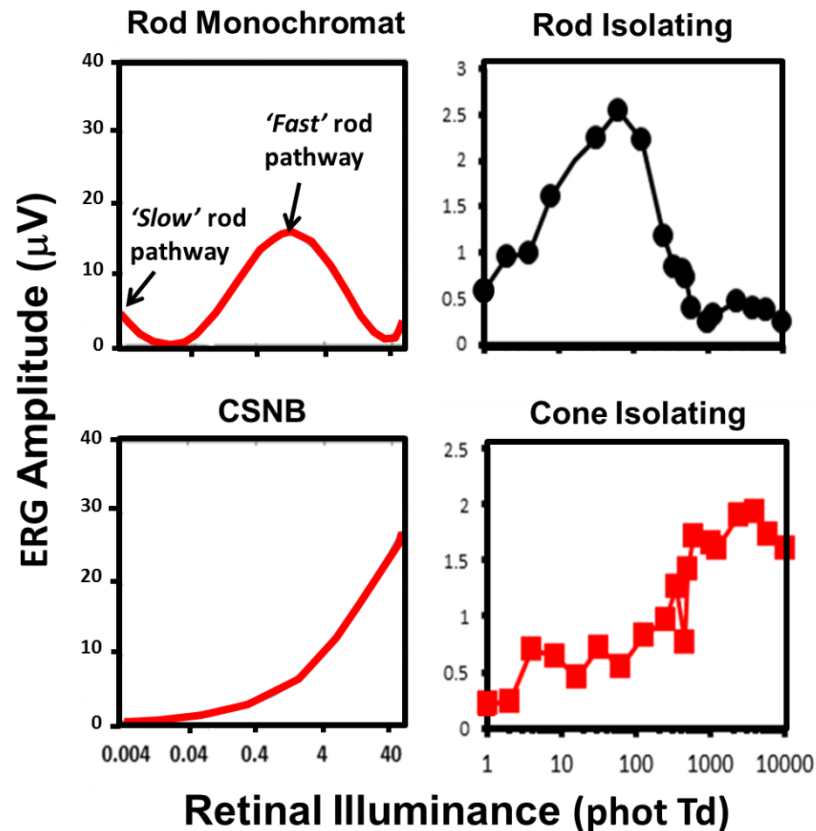 Rod Monochromat
Rod Isolating
40
30
20
10
0
'Fast' rod
pathway
'Slow' rod
pathway
3
2.5
2
1.5
1
0.5
0
ERG Amplitude (μV)
CSNB
Cone Isolating
40
30
20
10
0
0.004 0.04 0.4 4 40
2.5
2
1.5
1
0.5
0
1 10 100 1000 10000
Retinal Illuminance (phot Td)